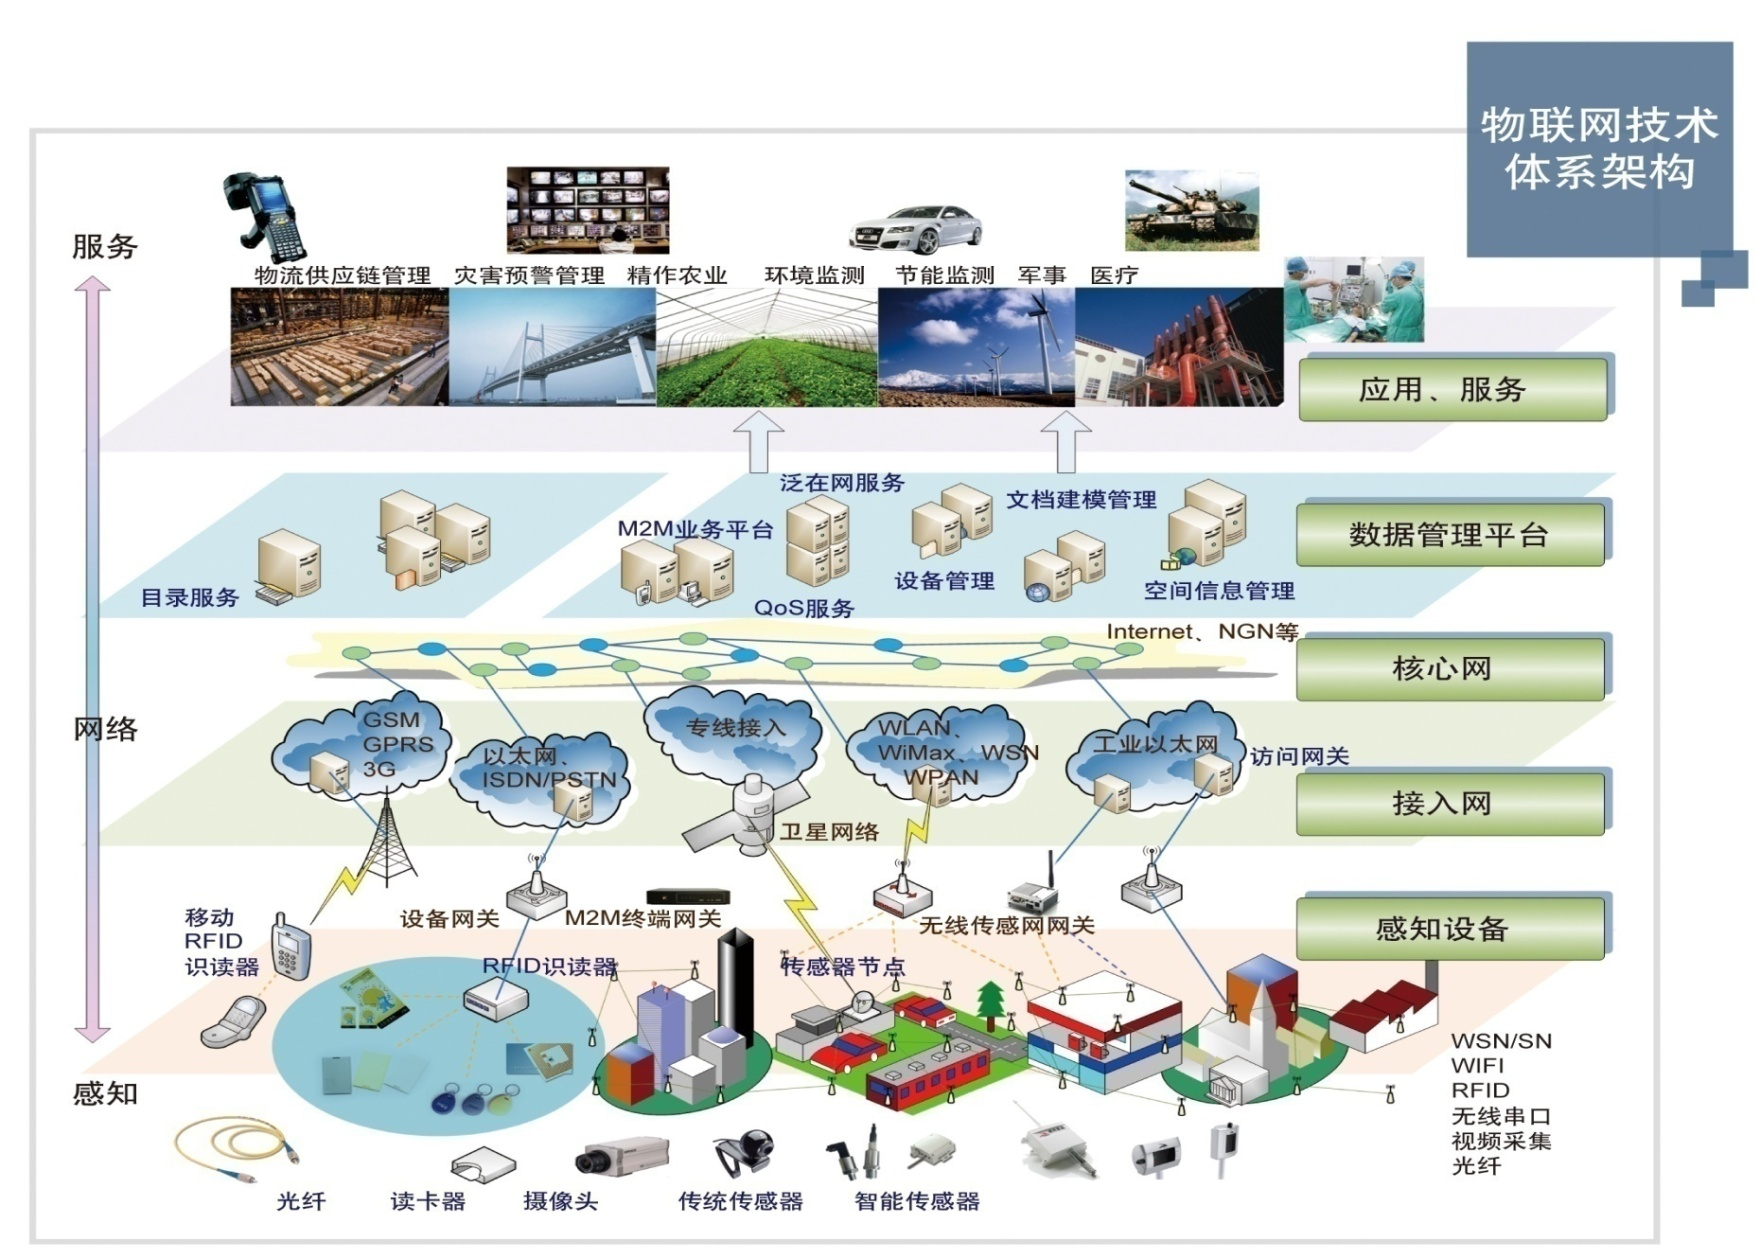 物联网技术
体系架构
服务
物流供应链管理 灾害预警管理 精作农业 环境监测 节能监测 军事 医疗
应用、服务
泛在网服务
文档建模管理
M2M业务平台
数据管理平台
设备管理
目录服务
空间信息管理
QoS服务
Internet、NGN等
核心网
网络
GSM
GPRS
3G
以太网、
ISDN/PSTN
专线接入
WLAN、
WiMax、WSN
WPAN
工业以太网
访问网关
接入网
卫星网络
移动
RFID
识读器
设备网关
M2M终端网关
无线传感网网关
感知设备
RFID识读器
传感器节点
感知
WSN/SN
WIFI
RFID
无线串口
视频采集
光纤
光纤 读卡器 摄像头 传统传感器 智能传感器